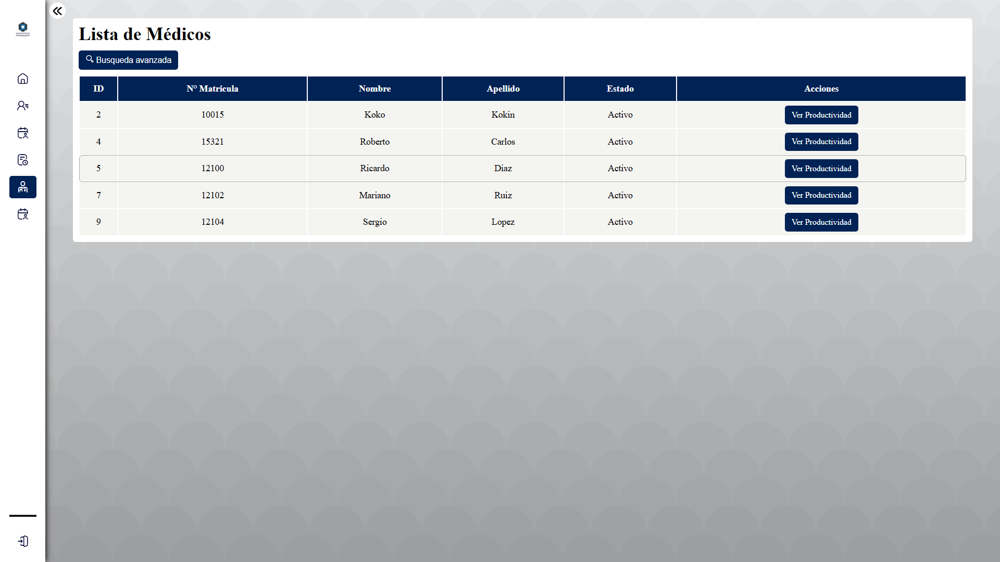 Lista de Médicos
Busqueda avanzada
ID N° Matricula Nombre Apellido Estado Acciones
2 10015 Koko Kokin Activo Ver Productividad
4 15321 Roberto Carlos Activo Ver Productividad
5 12100 Ricardo Diaz Activo Ver Productividad
7 12102 Mariano Ruiz Activo Ver Productividad
9 12104 Sergio Lopez Activo Ver Productividad